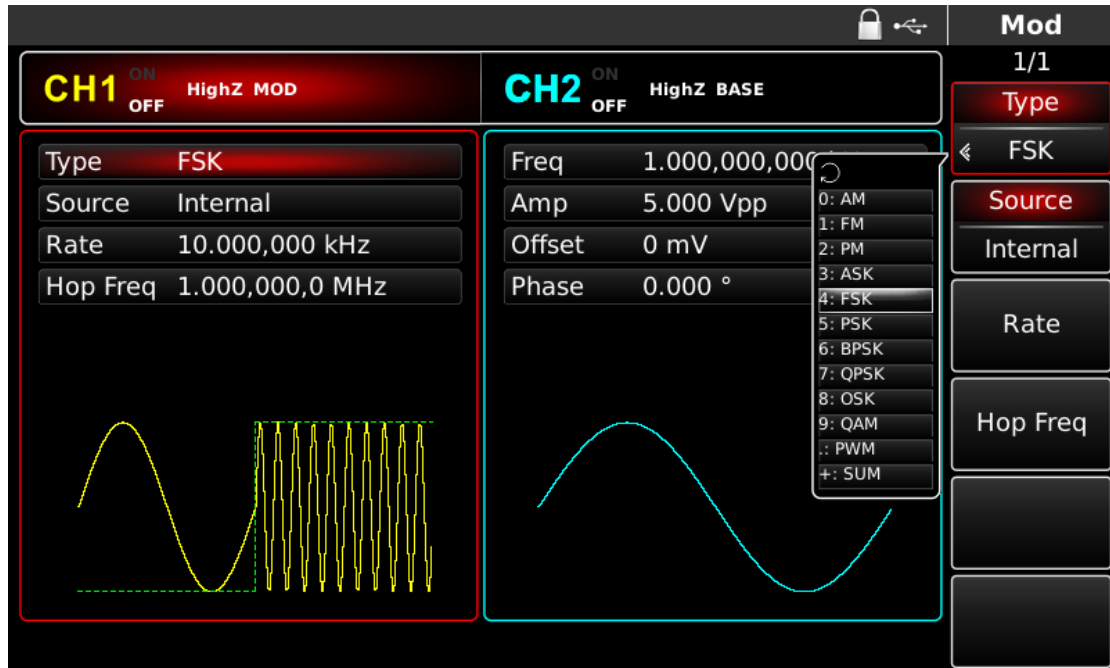 Mod
1/1
CH1 ON OFF HighZ MOD
CH2 ON OFF HighZ BASE
Type FSK
Source Internal
Rate 10.000,000 kHz
Hop Freq 1.000,000,0 MHz
Freq 1.000,000,000
Amp 5.000 Vpp
Offset 0 mV
Phase 0.000 °
0: AM
1: FM
2: PM
3: ASK
4: FSK
5: PSK
6: BPSK
7: QPSK
8: OSK
9: QAM
.: PWM
+: SUM
Type
FSK
Source
Internal
Rate
Hop Freq